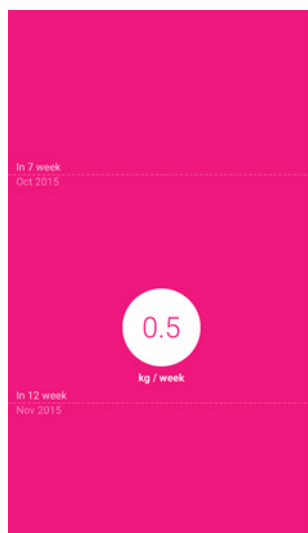 In 7 week
Oct 2015
0.5
kg / week
In 12 week
Nov 2015